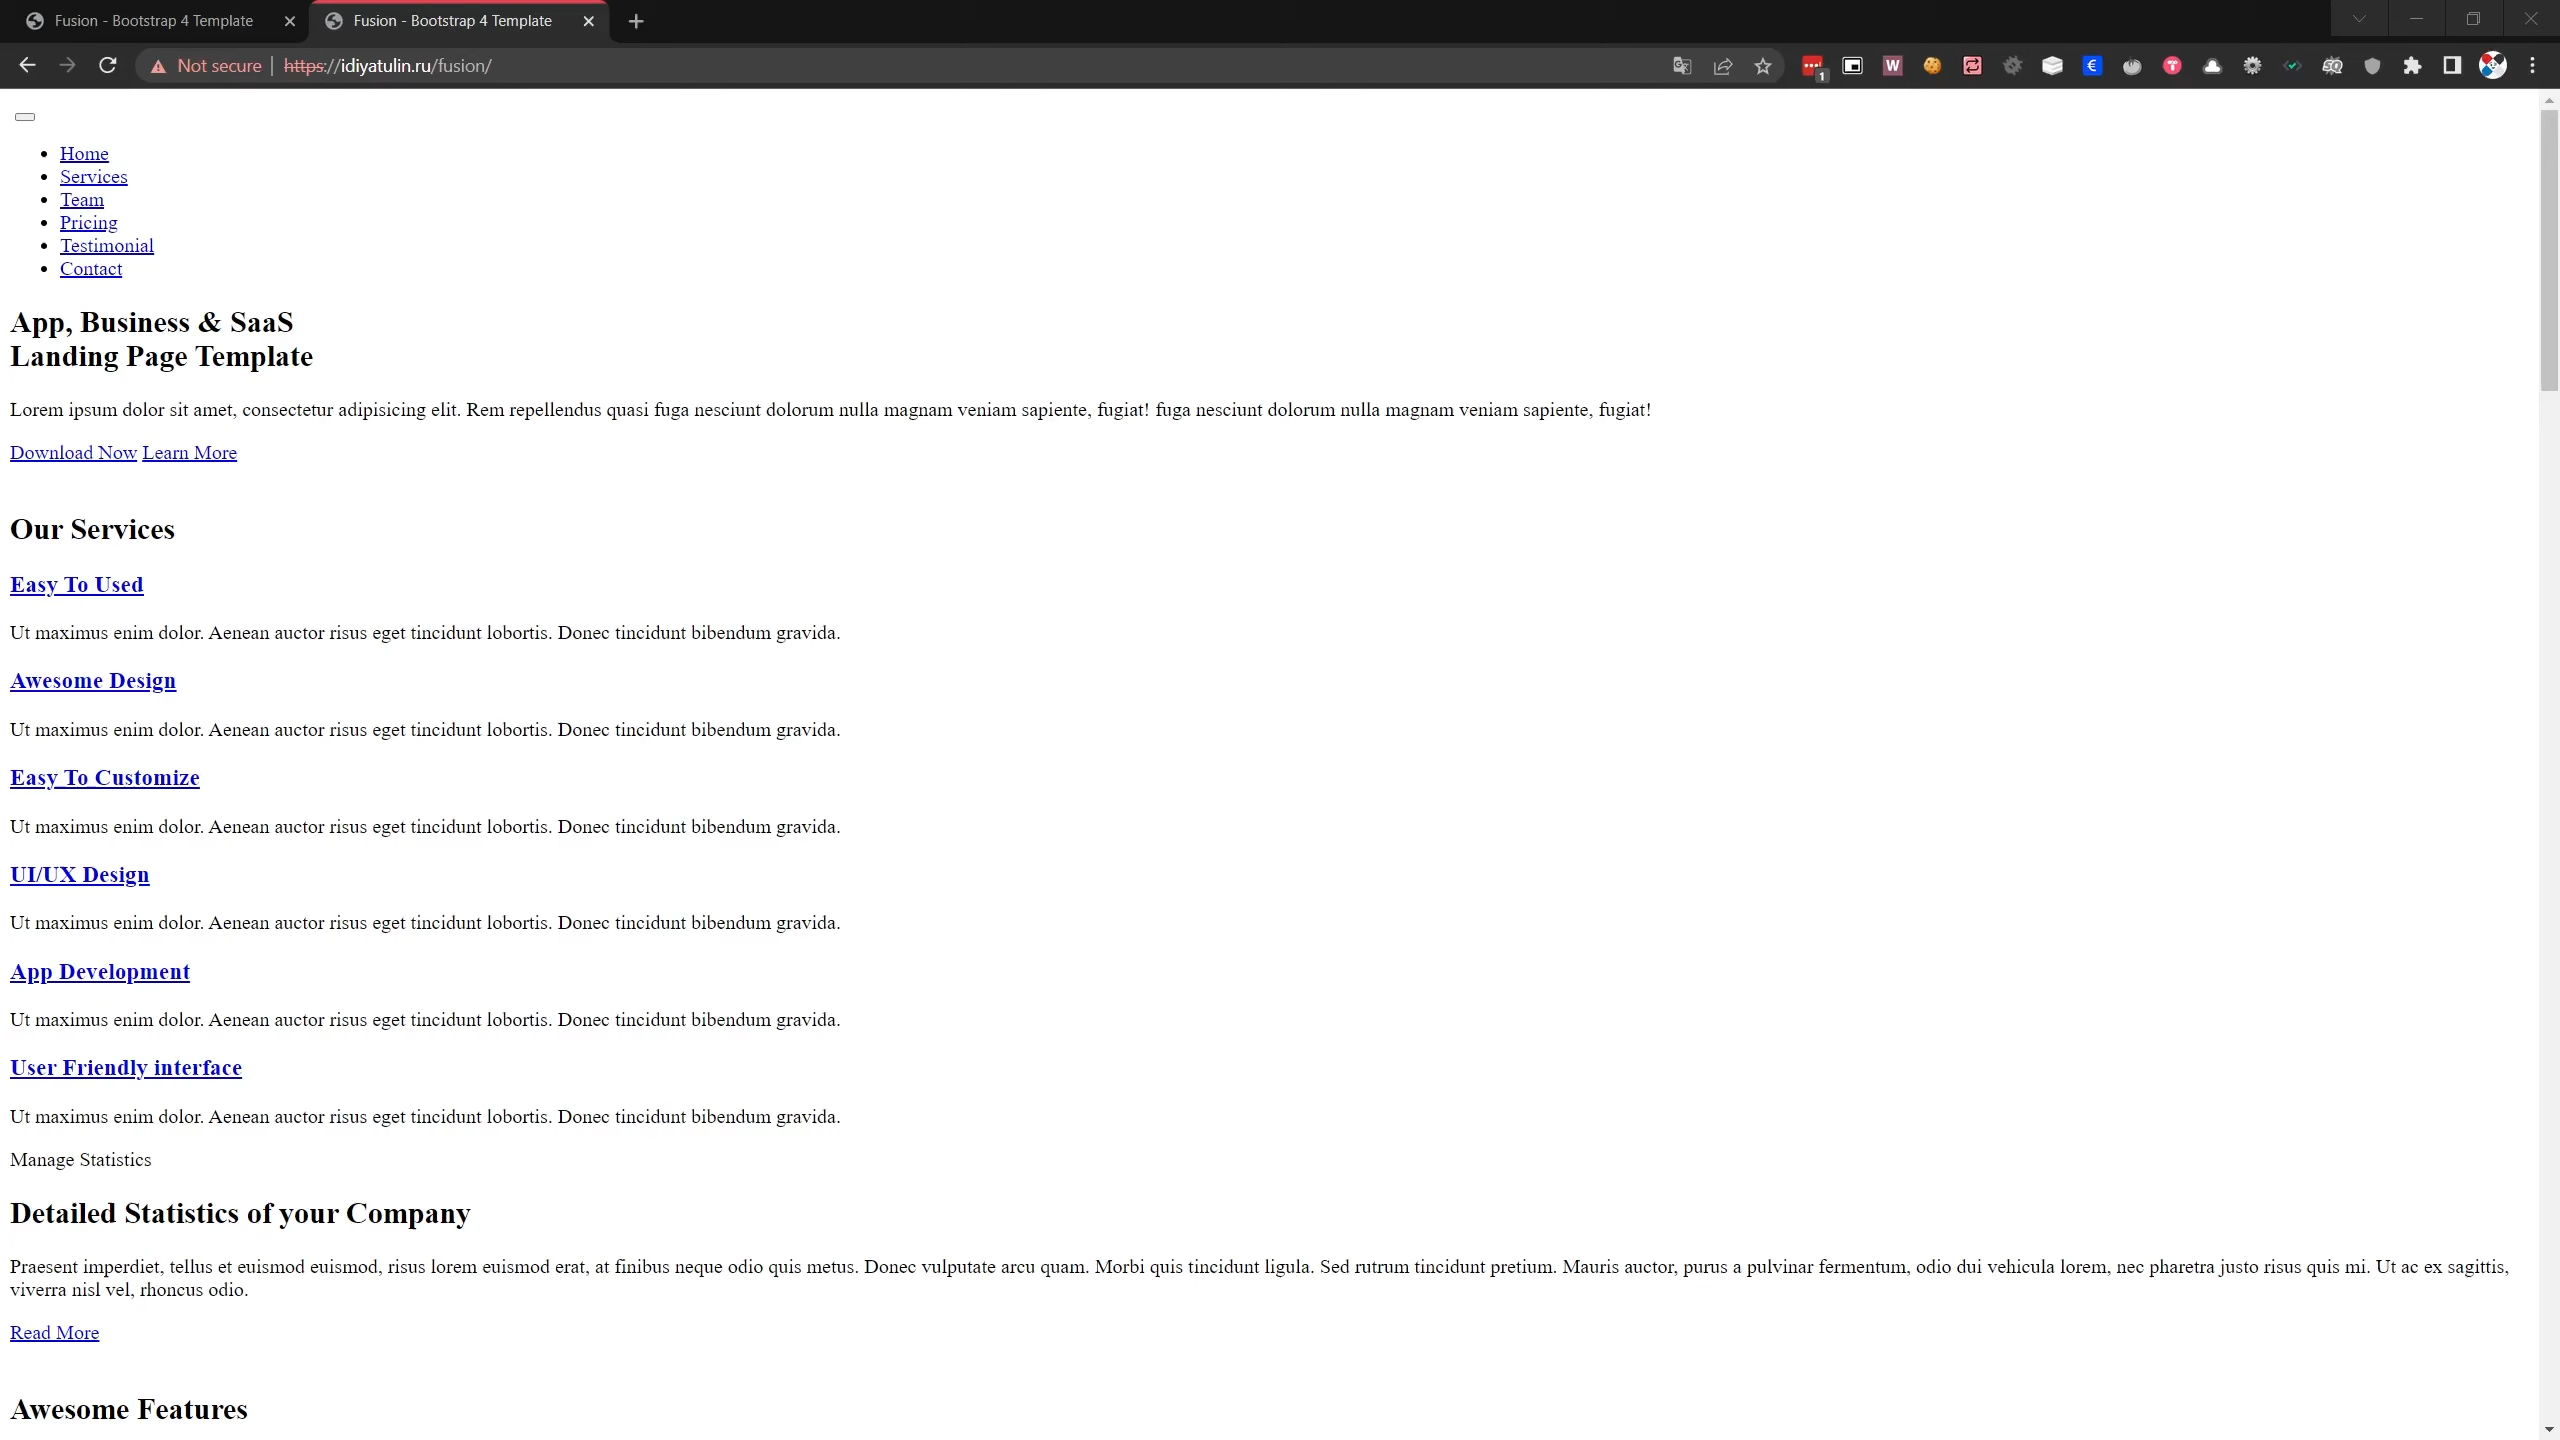 Fusion - Bootstrap 4 Template
Fusion - Bootstrap 4 Template
Not secure | https://idiyatulin.ru/fusion/
1
W
€
T
SQ
Home
Services
Team
Pricing
Testimonial
Contact
App, Business & SaaS
Landing Page Template
Lorem ipsum dolor sit amet, consectetur adipisicing elit. Rem repellendus quasi fuga nesciunt dolorum nulla magnam veniam sapiente, fugiat! fuga nesciunt dolorum nulla magnam veniam sapiente, fugiat!
Download Now Learn More
Our Services
Easy To Used
Ut maximus enim dolor. Aenean auctor risus eget tincidunt lobortis. Donec tincidunt bibendum gravida.
Awesome Design
Ut maximus enim dolor. Aenean auctor risus eget tincidunt lobortis. Donec tincidunt bibendum gravida.
Easy To Customize
Ut maximus enim dolor. Aenean auctor risus eget tincidunt lobortis. Donec tincidunt bibendum gravida.
UI/UX Design
Ut maximus enim dolor. Aenean auctor risus eget tincidunt lobortis. Donec tincidunt bibendum gravida.
App Development
Ut maximus enim dolor. Aenean auctor risus eget tincidunt lobortis. Donec tincidunt bibendum gravida.
User Friendly interface
Ut maximus enim dolor. Aenean auctor risus eget tincidunt lobortis. Donec tincidunt bibendum gravida.
Manage Statistics
Detailed Statistics of your Company
Praesent imperdiet, tellus et euismod euismod, risus lorem euismod erat, at finibus neque odio quis metus. Donec vulputate arcu quam. Morbi quis tincidunt ligula. Sed rutrum tincidunt pretium. Mauris auctor, purus a pulvinar fermentum, odio dui vehicula lorem, nec pharetra justo risus quis mi. Ut ac ex sagittis,
viverra nisl vel, rhoncus odio.
Read More
Awesome Features